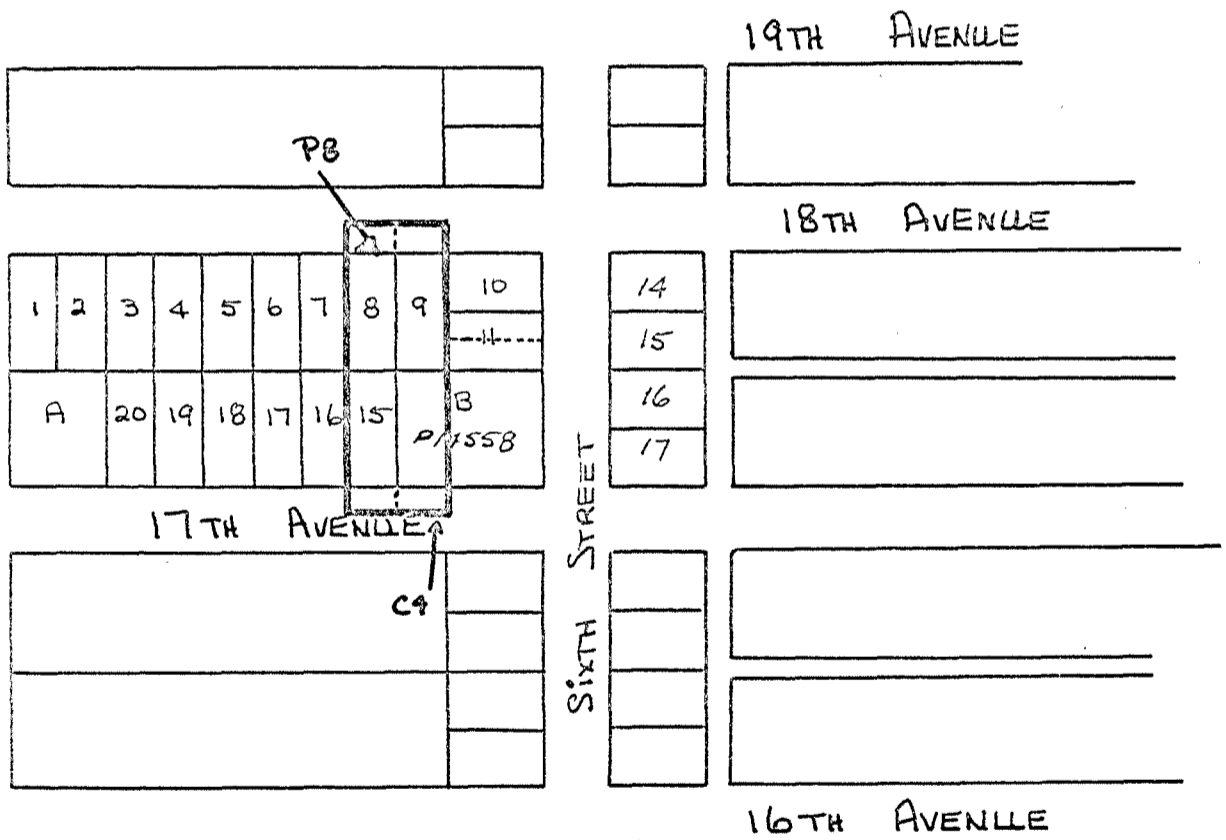 19TH AVENUE
P8
18TH AVENUE
1 2 3 4 5 6 7 8 9 10
11
14
15
A 20 19 18 17 16 15 B
P/17558
16
17
17TH AVENUE
C4
SIXTH STREET
16TH AVENUE